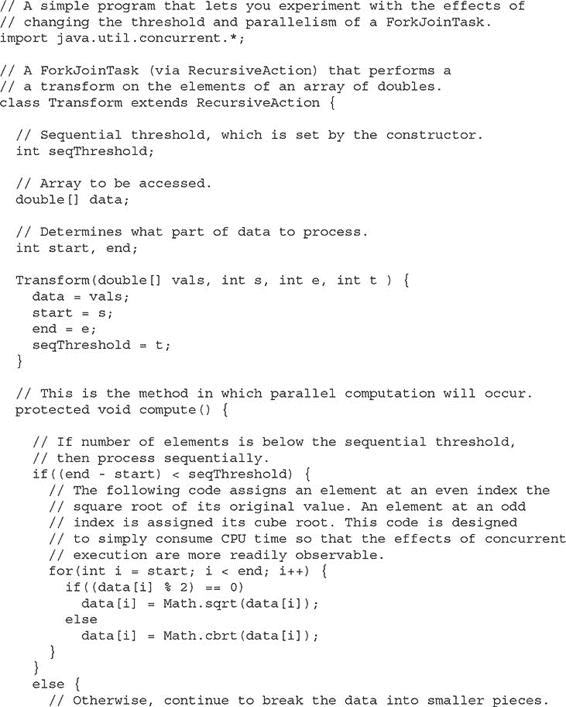 // A simple program that lets you experiment with the effects of
// changing the threshold and parallelism of a ForkJoinTask.
import java.util.concurrent.*;

// A ForkJoinTask (via RecursiveAction) that performs a
// a transform on the elements of an array of doubles.
class Transform extends RecursiveAction {

  // Sequential threshold, which is set by the constructor.
  int seqThreshold;

  // Array to be accessed.
  double[] data;

  // Determines what part of data to process.
  int start, end;

  Transform(double[] vals, int s, int e, int t ) {
    data = vals;
    start = s;
    end = e;
    seqThreshold = t;
  }

  // This is the method in which parallel computation will occur.
  protected void compute() {

    // If number of elements is below the sequential threshold,
    // then process sequentially.
    if((end - start) < seqThreshold) {
      // The following code assigns an element at an even index the
      // square root of its original value. An element at an odd
      // index is assigned its cube root. This code is designed
      // to simply consume CPU time so that the effects of concurrent
      // execution are more readily observable.
      for(int i = start; i < end; i++) {
        if((data[i] % 2) == 0)
          data[i] = Math.sqrt(data[i]);
        else
          data[i] = Math.cbrt(data[i]);
      }
    }
    else {
      // Otherwise, continue to break the data into smaller pieces.